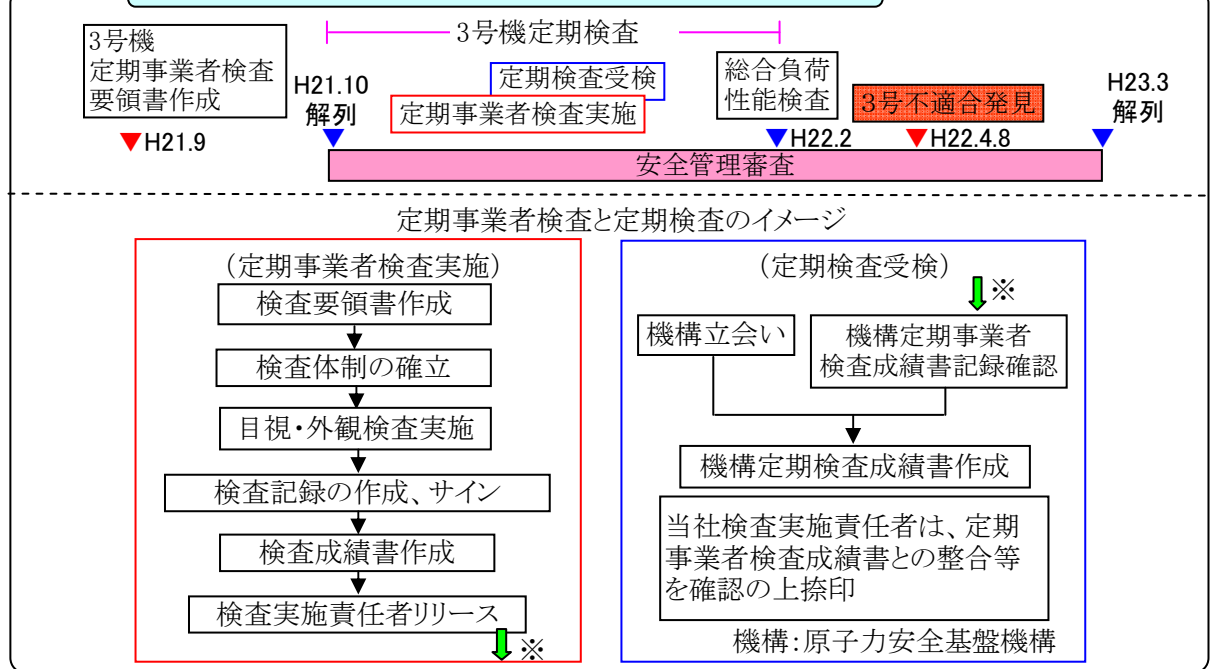 3号機定期検査
3号機
定期事業者検査
要領書作成
H21.10
解列
定期検査受検
定期事業者検査実施
総合負荷
性能検査
3号不適合発見
H23.3
解列
▼H21.9
▼H22.2
▼H22.4.8
安全管理審査
定期事業者検査と定期検査のイメージ
(定期事業者検査実施)
検査要領書作成
検査体制の確立
目視・外観検査実施
検査記録の作成、サイン
検査成績書作成
検査実施責任者リリース
※
(定期検査受検)
※
機構立会い
機構定期事業者
検査成績書記録確認
機構定期検査成績書作成
当社検査実施責任者は、定期
事業者検査成績書との整合等
を確認の上捺印
機構:原子力安全基盤機構